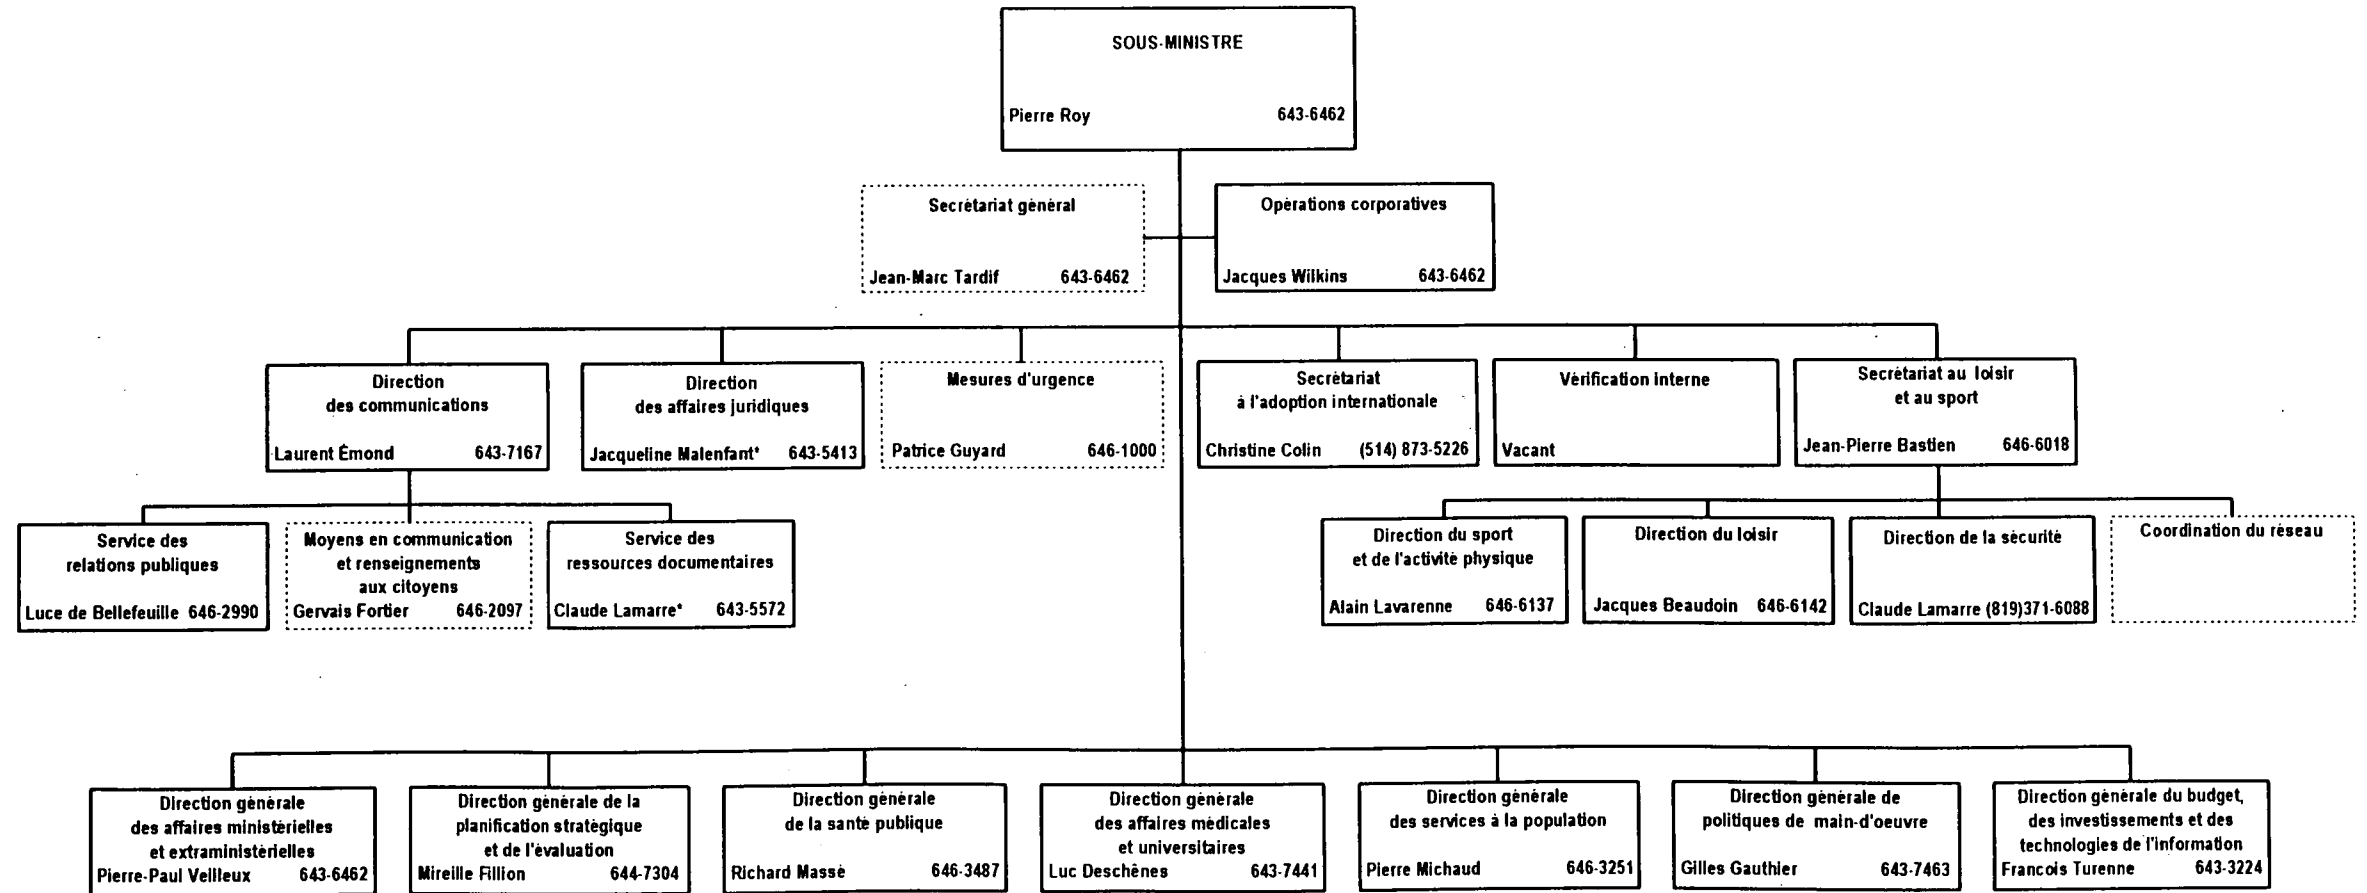 SOUS-MINISTRE
Pierre Roy 643-6462
Secrétariat général
Jean-Marc Tardif 643-6462
Opérations corporatives
Jacques Wilkins 643-6462
Direction
des communications
Laurent Émond 643-7167
Direction
des affaires juridiques
Jacqueline Malenfant* 643-5413
Mesures d'urgence
Patrice Guyard 646-1000
Secrétariat
à l'adoption internationale
Christine Colin (514) 873-5226
Vérification interne
Vacant
Secrétariat au loisir
et au sport
Jean-Pierre Bastien 646-6018
Service des
relations publiques
Luce de Bellefeuille 646-2990
Moyens en communication
et renseignements
aux citoyens
Gervais Fortier 646-2097
Service des
ressources documentaires
Claude Lamarre* 643-5572
Direction du sport
et de l'activité physique
Alain Lavarenne 646-6137
Direction du loisir
Jacques Beaudoin 646-6142
Direction de la sécurité
Claude Lamarre (819)371-6088
Coordination du réseau
Direction générale
des affaires ministérielles
et extraministérielles
Pierre-Paul Veilleux 643-6462
Direction générale de la
planification stratégique
et de l'évaluation
Mireille Fillion 644-7304
Direction générale
de la santé publique
Richard Massé 646-3487
Direction générale
des affaires médicales
et universitaires
Luc Deschênes 643-7441
Direction générale
des services à la population
Pierre Michaud 646-3251
Direction générale de
politiques de main-d'oeuvre
Gilles Gauthier 643-7463
Direction générale du budget,
des investissements et des
technologies de l'information
Francois Turenne 643-3224